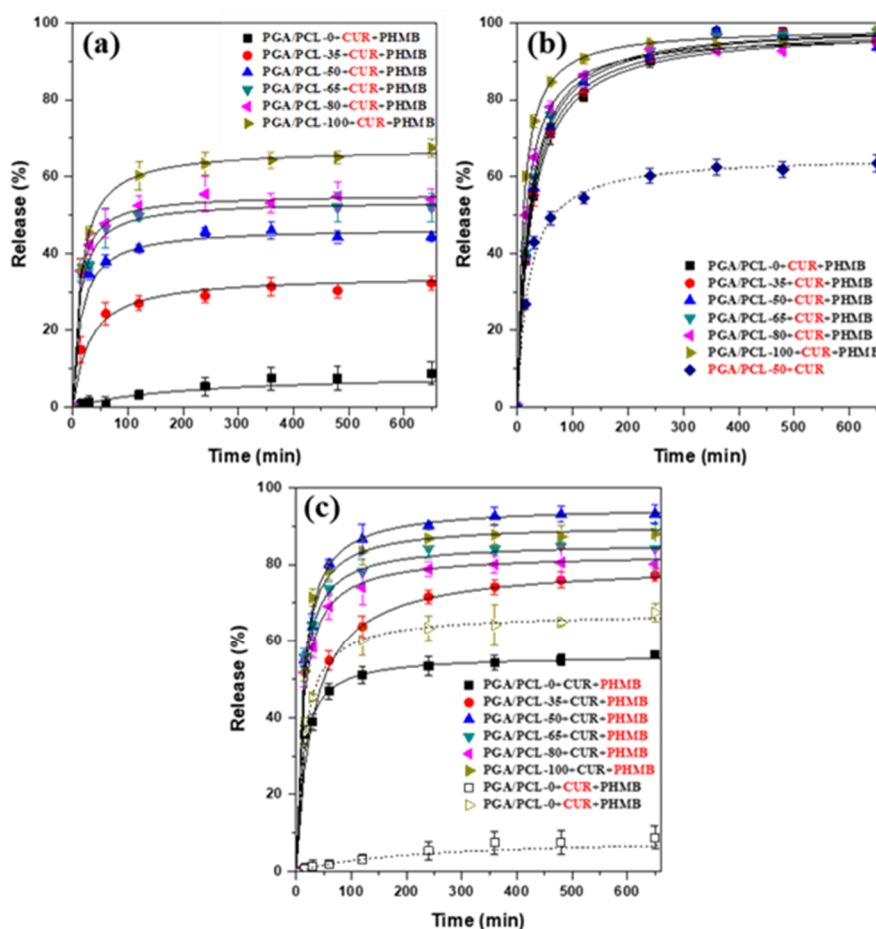 (a)
PGA/PCL-0+CUR+PHMB
PGA/PCL-35+CUR+PHMB
PGA/PCL-50+CUR+PHMB
PGA/PCL-65+CUR+PHMB
PGA/PCL-80+CUR+PHMB
PGA/PCL-100+CUR+PHMB
Release (%)
100
80
60
40
20
0
0 120 240 360 480 600
Time (min)
(b)
PGA/PCL-0+CUR+PHMB
PGA/PCL-35+CUR+PHMB
PGA/PCL-50+CUR+PHMB
PGA/PCL-65+CUR+PHMB
PGA/PCL-80+CUR+PHMB
PGA/PCL-100+CUR+PHMB
PGA/PCL-50+CUR
Release (%)
100
80
60
40
20
0
0 100 200 300 400 500 600
Time (min)
(c)
PGA/PCL-0+CUR+PHMB
PGA/PCL-35+CUR+PHMB
PGA/PCL-50+CUR+PHMB
PGA/PCL-65+CUR+PHMB
PGA/PCL-80+CUR+PHMB
PGA/PCL-100+CUR+PHMB
PGA/PCL-0+CUR+PHMB
PGA/PCL-0+CUR+PHMB
Release (%)
100
80
60
40
20
0
0 100 200 300 400 500 600
Time (min)